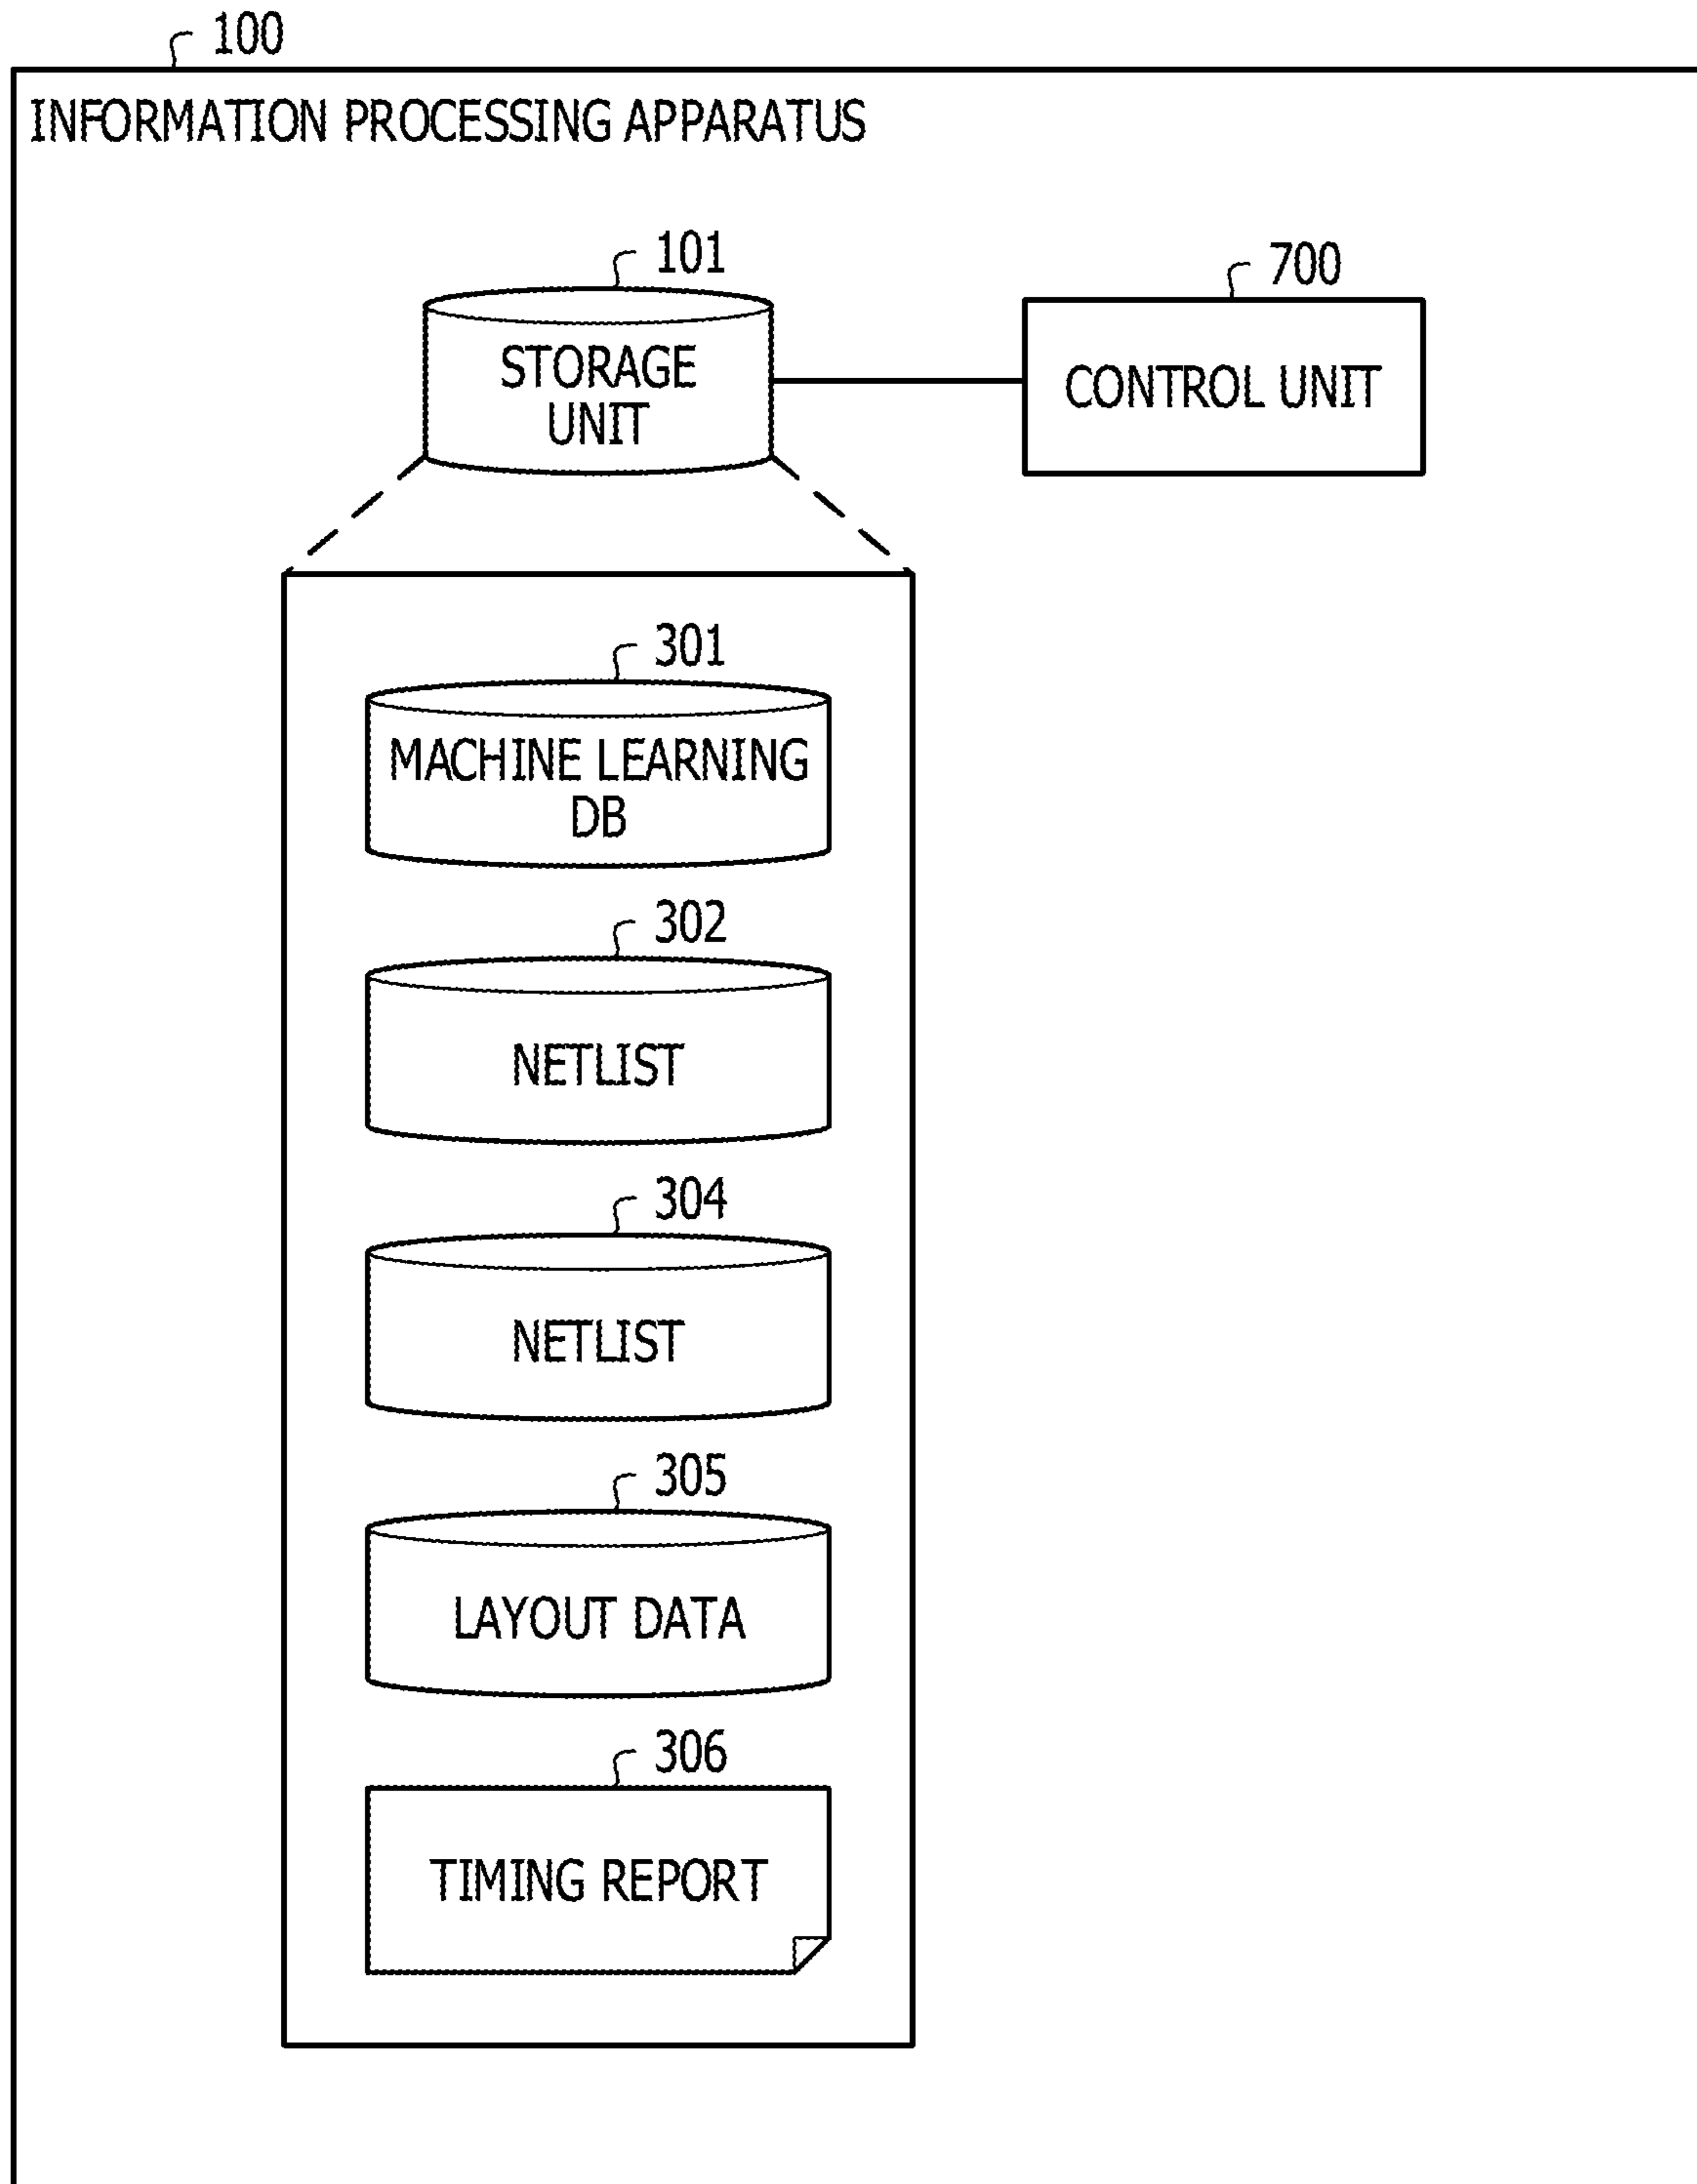 100
INFORMATION PROCESSING APPARATUS
101
STORAGE
UNIT
700
CONTROL UNIT
301
MACHINE LEARNING
DB
302
NETLIST
304
NETLIST
305
LAYOUT DATA
306
TIMING REPORT